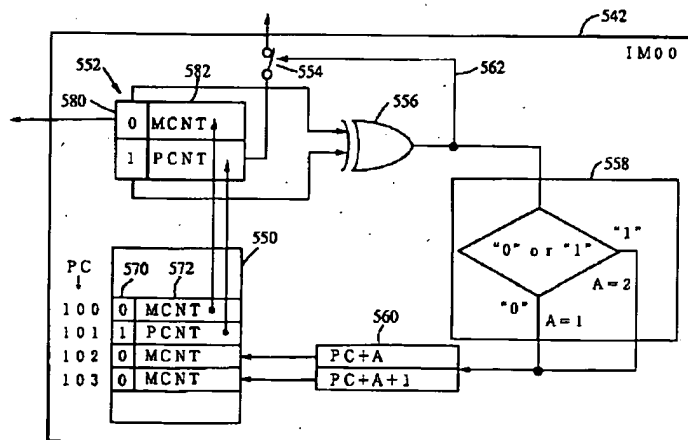 542
IM00
552
582
554
580
562
556
0 MCNT
1 PCNT
558
"0" or "1"
"1"
A=2
"0"
A=1
550
PC
570 572
100 0 MCNT
101 1 PCNT
102 0 MCNT
103 0 MCNT
560
PC+A
PC+A+1